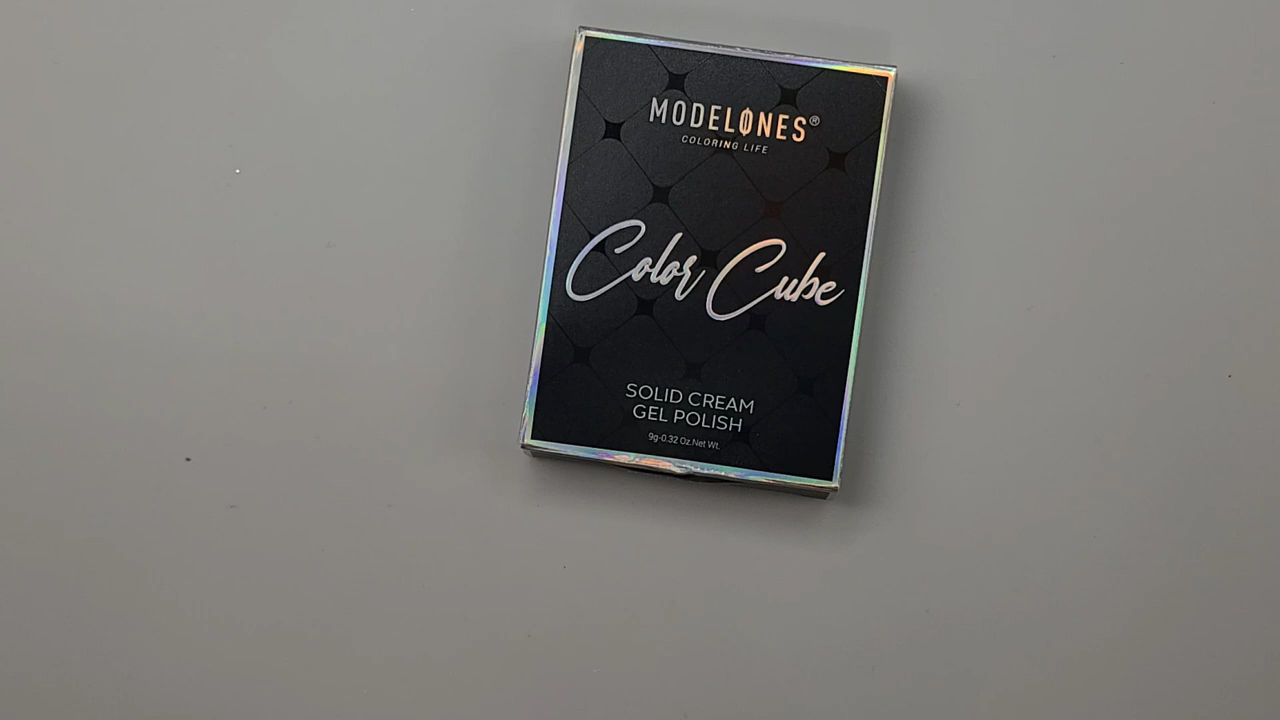 MODELONES®
COLORING LIFE
Color Cube
SOLID CREAM
GEL POLISH
9g-0.32 Oz.Net Wt.